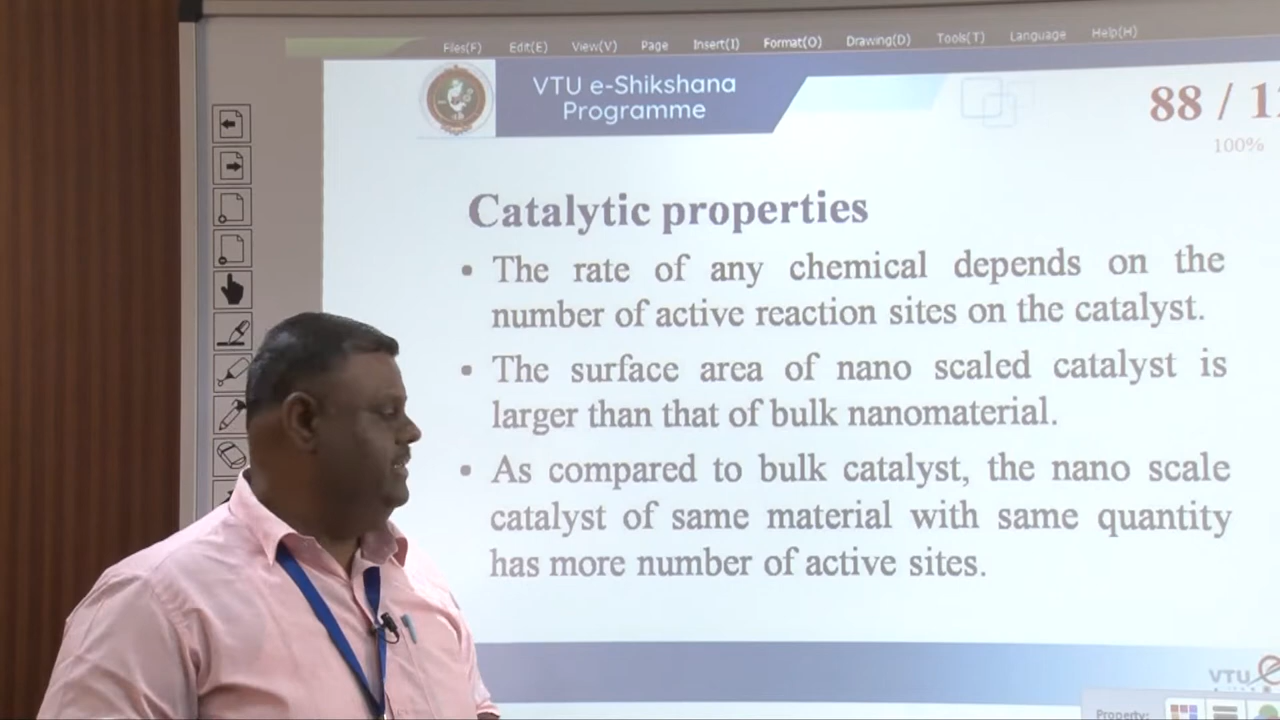 Files(F) Edit(E) View(V) Page Insert(I) Format(O) Drawing(D) Tools(T) Language Help(H)
VTU e-Shikshana
Programme
88 /
100%
Catalytic properties
• The rate of any chemical depends on the
number of active reaction sites on the catalyst.
• The surface area of nano scaled catalyst is
larger than that of bulk nanomaterial.
• As compared to bulk catalyst, the nano scale
catalyst of same material with same quantity
has more number of active sites.
VTU
Property: